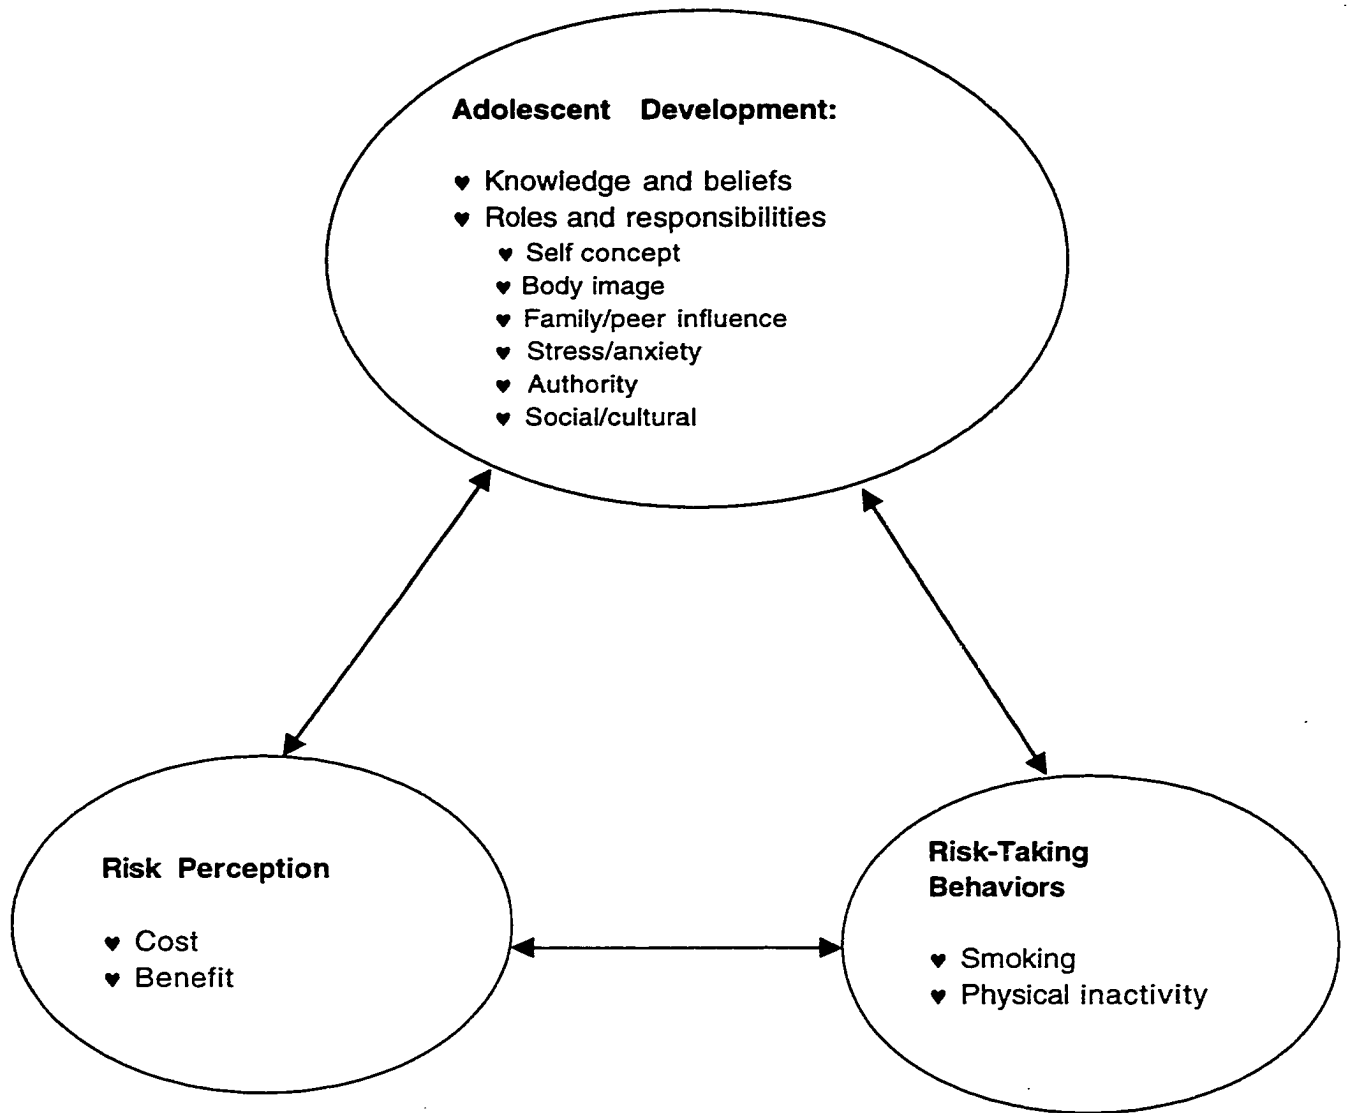 Adolescent Development:
♥ Knowledge and beliefs
♥ Roles and responsibilities
♥ Self concept
♥ Body image
♥ Family/peer influence
♥ Stress/anxiety
♥ Authority
♥ Social/cultural
Risk Perception
♥ Cost
♥ Benefit
Risk-Taking
Behaviors
♥ Smoking
♥ Physical inactivity